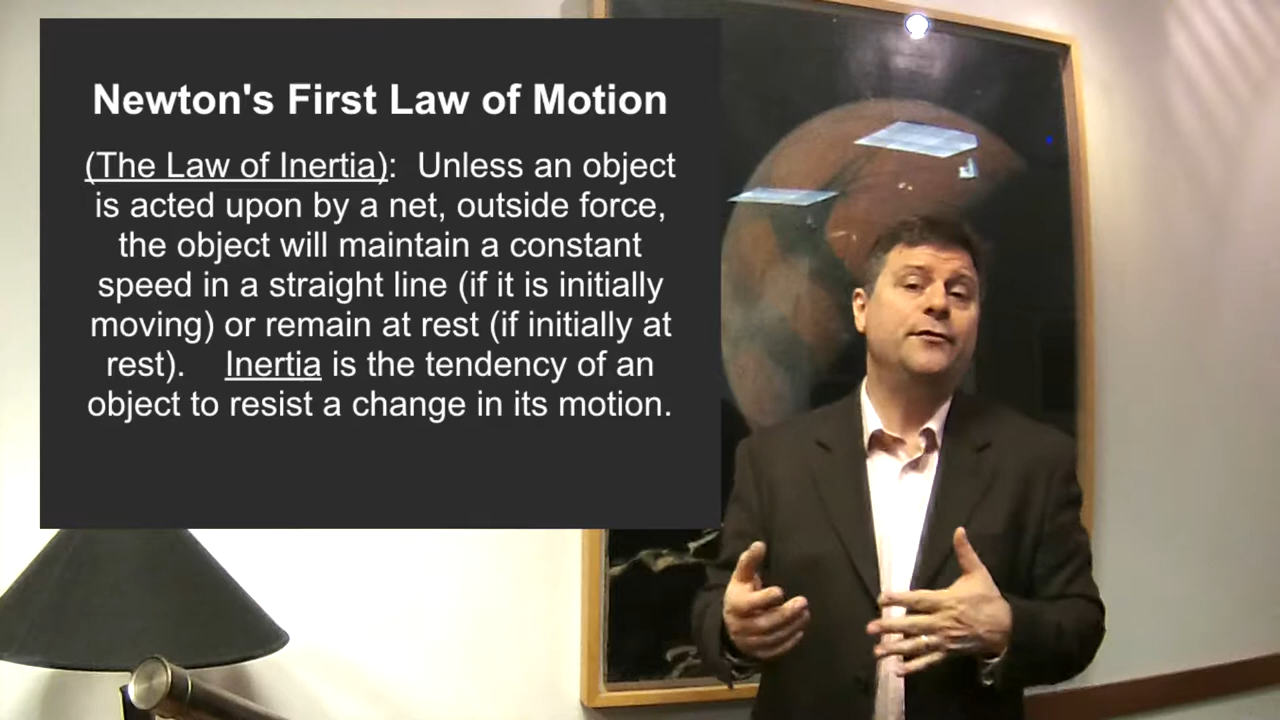 Newton's First Law of Motion
(The Law of Inertia):  Unless an object
is acted upon by a net, outside force,
the object will maintain a constant
speed in a straight line (if it is initially
moving) or remain at rest (if initially at
rest).    Inertia is the tendency of an
object to resist a change in its motion.